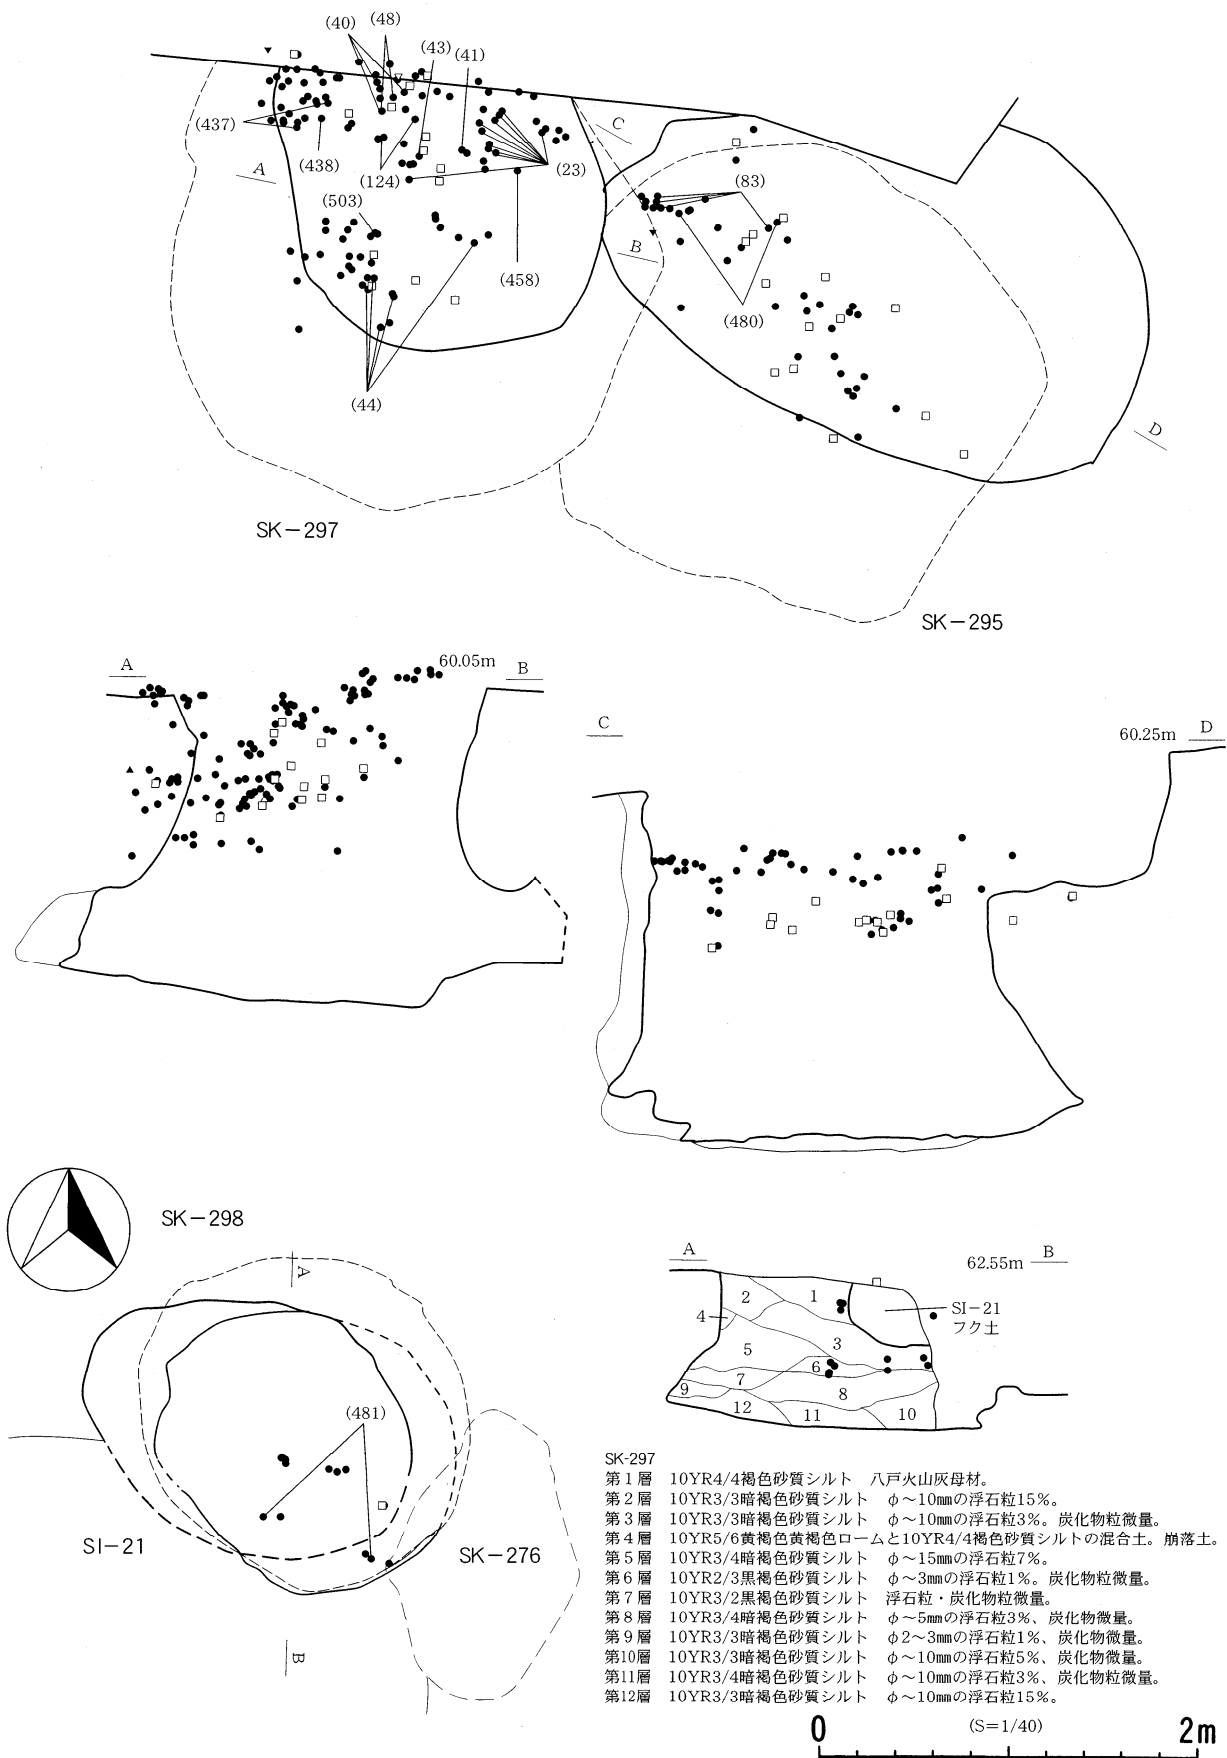 (40) (48)
(43) (41)
(437)
(438)
(124)
(23)
(503)
(458)
(44)
A
B
C
D
(83)
(480)
SK-297
SK-295
A 60.05m B
C 60.25m D
SK-298
A
(481)
SI-21
SK-276
B
A 62.55m B
1
2
3
4
5
6
7
8
9
10
11
12
SI-21
フク土
SK-297
第1層 10YR4/4褐色砂質シルト 八戸火山灰母材。
第2層 10YR3/3暗褐色砂質シルト φ～10㎜の浮石粒15%。
第3層 10YR3/3暗褐色砂質シルト φ～10㎜の浮石粒3%。炭化物粒微量。
第4層 10YR5/6黄褐色黄褐色ロームと10YR4/4褐色砂質シルトの混合土。崩落土。
第5層 10YR3/4暗褐色砂質シルト φ～15㎜の浮石粒7%。
第6層 10YR2/3黒褐色砂質シルト φ～3㎜の浮石粒1%。炭化物粒微量。
第7層 10YR3/2黒褐色砂質シルト 浮石粒・炭化物粒微量。
第8層 10YR3/4暗褐色砂質シルト φ～5㎜の浮石粒3%、炭化物微量。
第9層 10YR3/3暗褐色砂質シルト φ2～3㎜の浮石粒1%、炭化物微量。
第10層 10YR3/3暗褐色砂質シルト φ～10㎜の浮石粒5%、炭化物微量。
第11層 10YR3/4暗褐色砂質シルト φ～10㎜の浮石粒3%、炭化物粒微量。
第12層 10YR3/3暗褐色砂質シルト φ～10㎜の浮石粒15%。
0 (S=1/40) 2m